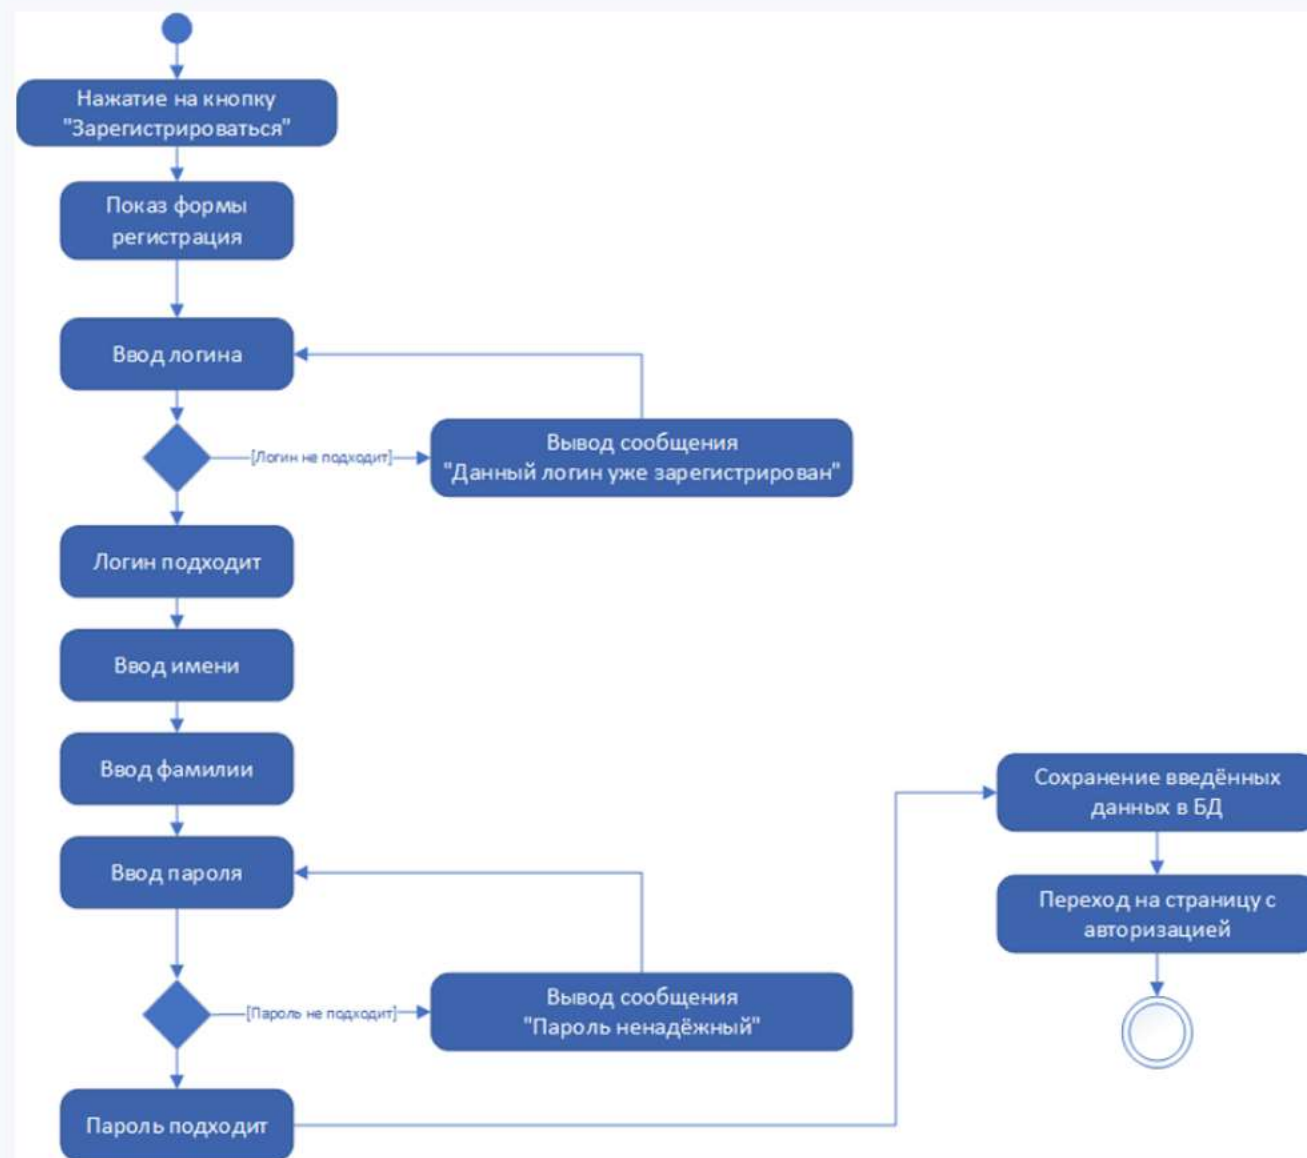 Нажатие на кнопку
"Зарегистрироваться"
Показ формы
регистрация
Ввод логина
[Логин не подходит]
Вывод сообщения
"Данный логин уже зарегистрирован"
Логин подходит
Ввод имени
Ввод фамилии
Ввод пароля
[Пароль не подходит]
Вывод сообщения
"Пароль ненадёжный"
Пароль подходит
Сохранение введённых
данных в БД
Переход на страницу с
авторизацией